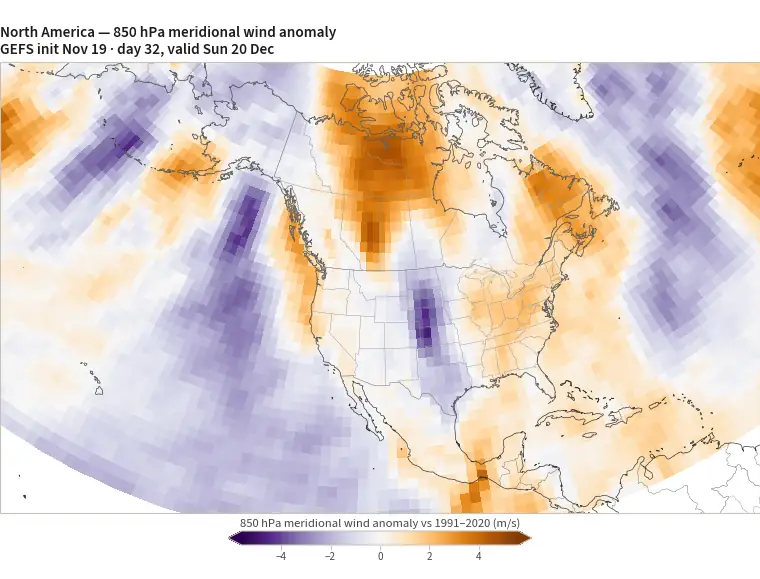 North America — 850 hPa meridional wind anomaly
GEFS init Nov 19 · day 32, valid Sun 20 Dec
850 hPa meridional wind anomaly vs 1991–2020 (m/s)
−4 −2 0 2 4